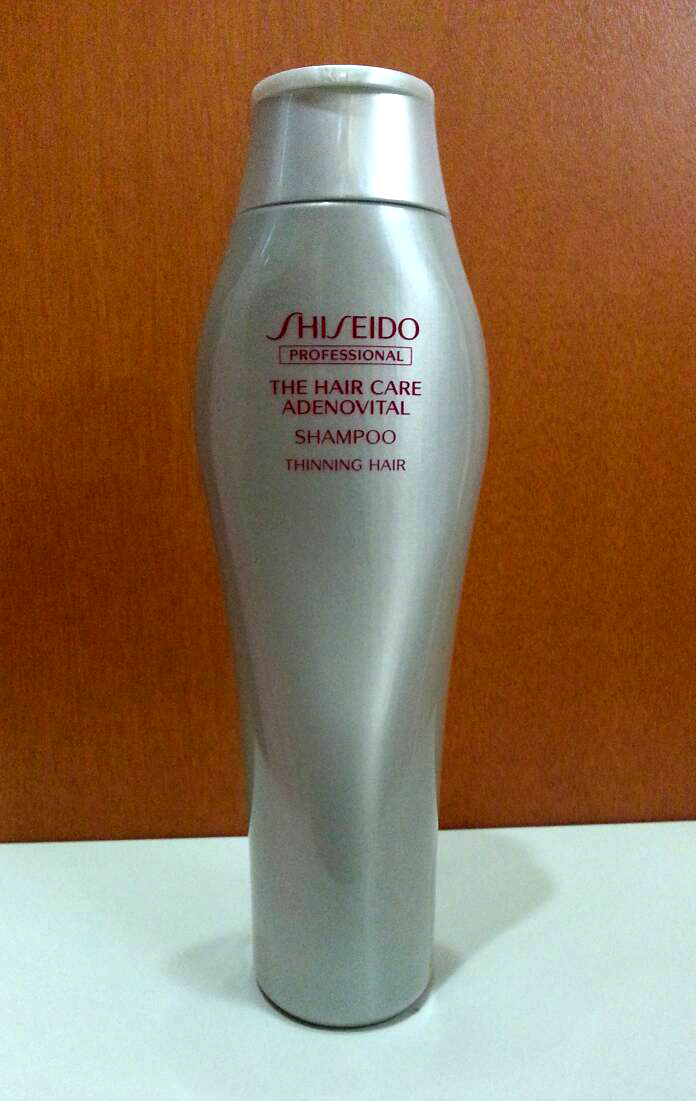 SHISEIDO
PROFESSIONAL
THE HAIR CARE
ADENOVITAL
SHAMPOO
THINNING HAIR